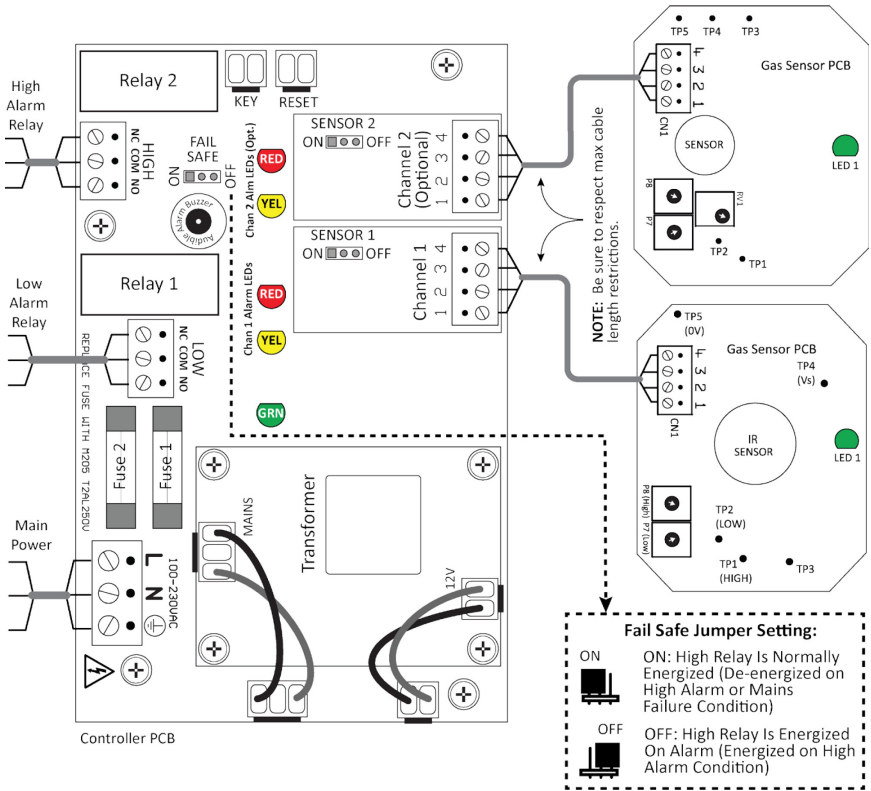 Relay 2
KEY
RESET
High
Alarm
Relay
NC COM NO
HIGH
FAIL
SAFE
ON
OFF
Audible
Alarm Buzzer
Chan 2 Alm LEDs (Opt.)
RED
YEL
SENSOR 2
ON
OFF
Channel 2
(Optional)
1 2 3 4
SENSOR 1
ON
OFF
Channel 1
1 2 3 4
Relay 1
Chan 1 Alarm LEDs
RED
YEL
GRN
Low
Alarm
Relay
NC COM NO
LOW
REPLACE FUSE WITH M205 T2AL250V
Fuse 2
Fuse 1
Main
Power
L
N
100-230VAC
MAINS
Transformer
12V
Controller PCB
NOTE: Be sure to respect max cable
length restrictions.
TP5
TP4
TP3
Gas Sensor PCB
4
3
2
1
CN1
SENSOR
LED 1
P8
P7
RV1
TP2
TP1
TP5
(0V)
Gas Sensor PCB
TP4
(Vs)
4
3
2
1
CN1
IR
SENSOR
LED 1
P8 (High)
P7 (Low)
TP2
(LOW)
TP1
(HIGH)
TP3
Fail Safe Jumper Setting:
ON
ON: High Relay Is Normally
Energized (De-energized on
High Alarm or Mains
Failure Condition)
OFF
OFF: High Relay Is Energized
On Alarm (Energized on High
Alarm Condition)